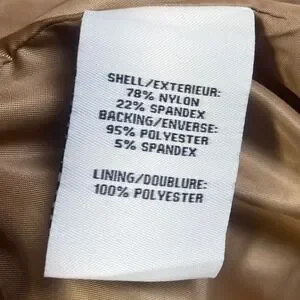 SHELL/EXTERIEUR:
78% NYLON
22% SPANDEX
BACKING/ENVERSE:
95% POLYESTER
5% SPANDEX
LINING/DOUBLURE:
100% POLYESTER